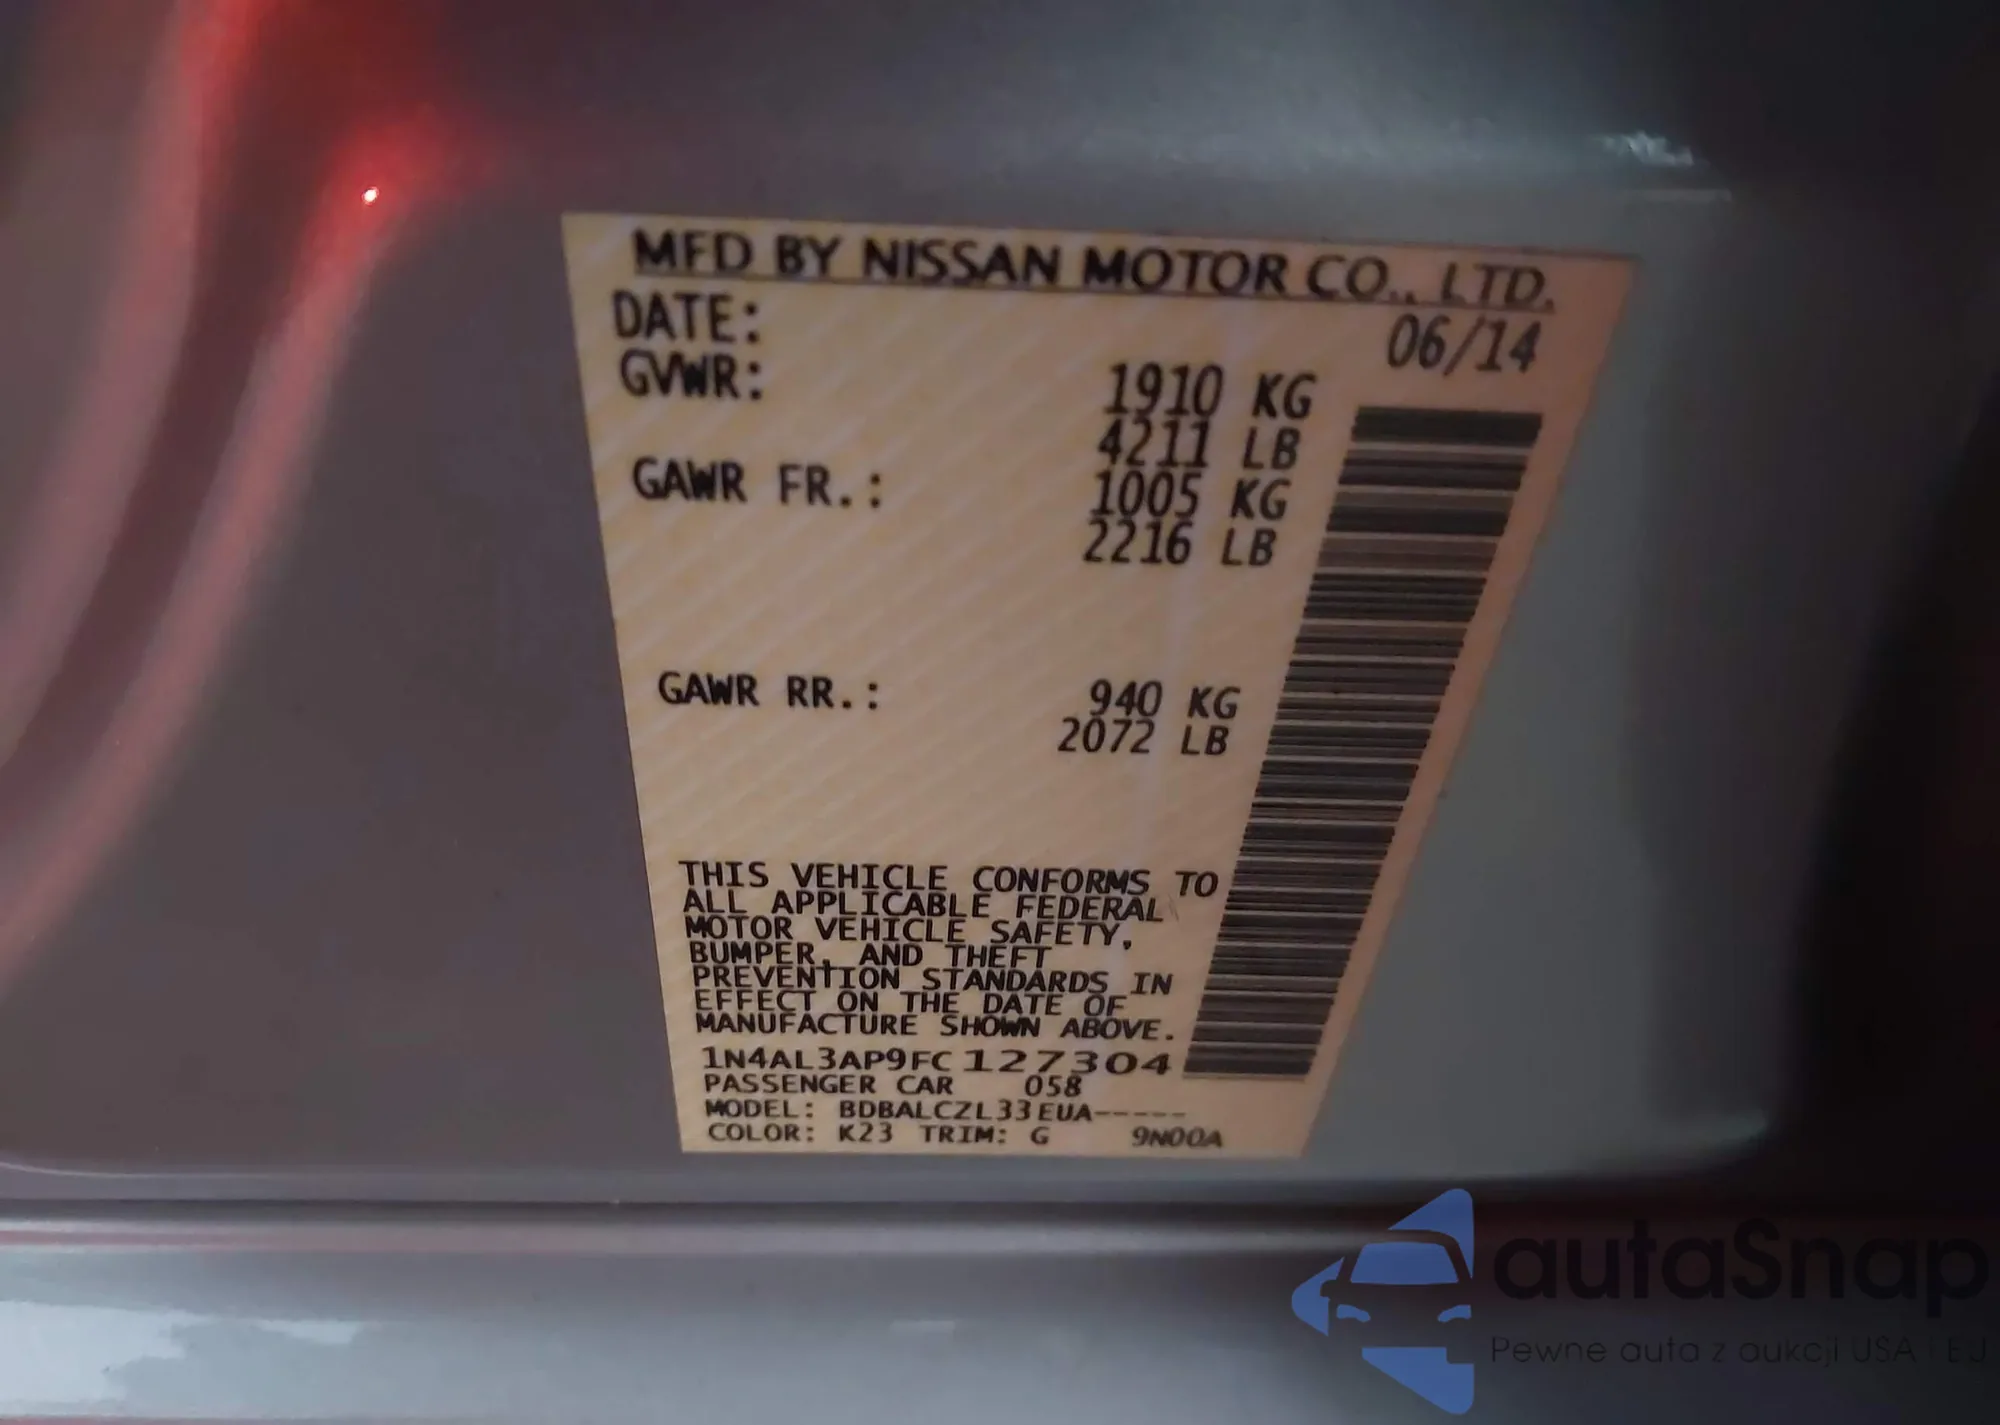 MFD BY NISSAN MOTOR CO., LTD.
DATE: 06/14
GVWR: 1910 KG
4211 LB
GAWR FR.: 1005 KG
2216 LB
GAWR RR.: 940 KG
2072 LB
THIS VEHICLE CONFORMS TO
ALL APPLICABLE FEDERAL
MOTOR VEHICLE SAFETY,
BUMPER, AND THEFT
PREVENTION STANDARDS IN
EFFECT ON THE DATE OF
MANUFACTURE SHOWN ABOVE.
1N4AL3AP9FC127304
PASSENGER CAR 058
MODEL: BDBALCZL33EUA-----
COLOR: K23 TRIM: G 9N00A
autaSnap
Pewne auta z aukcji USA i EU